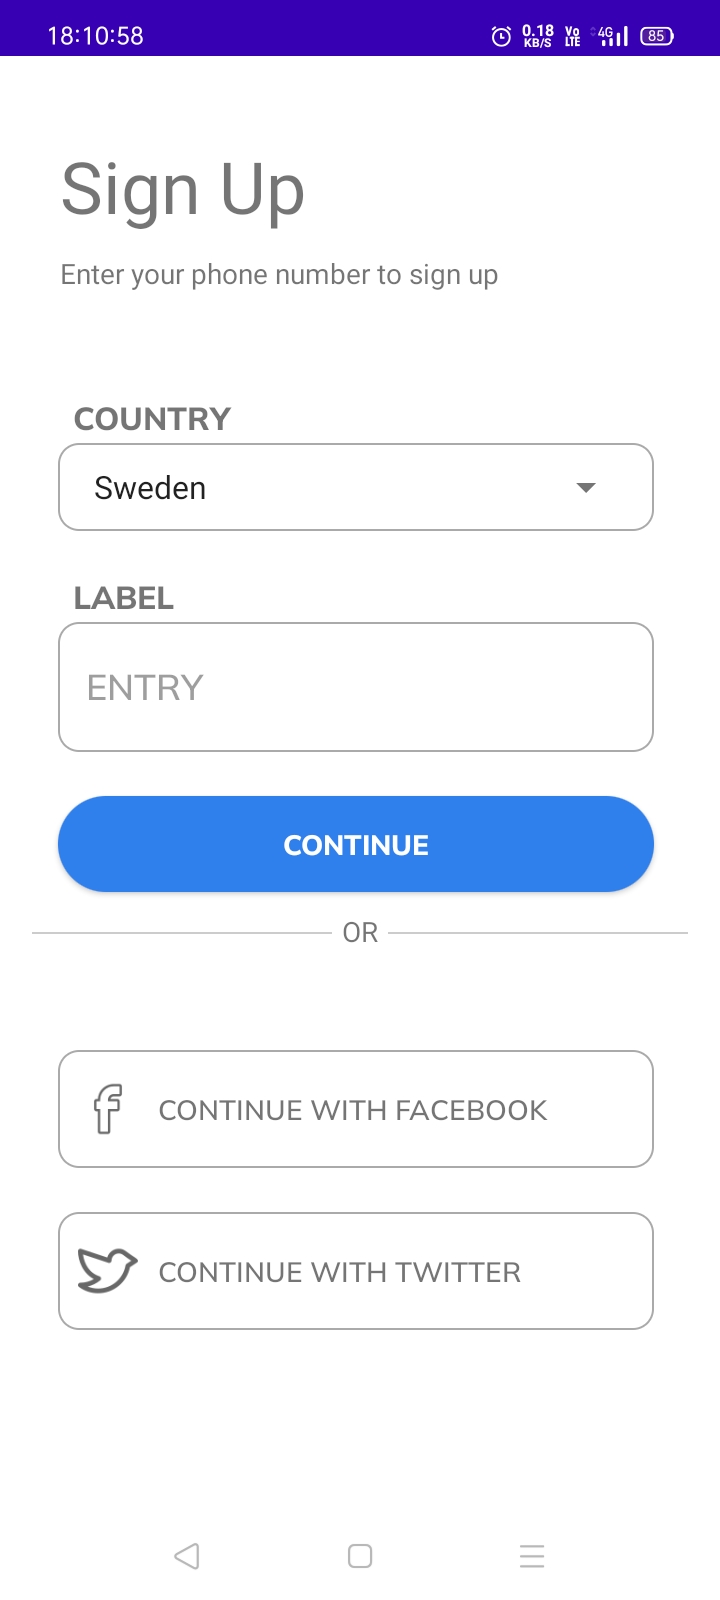 18:10:58
0.18 KB/S Vo LTE 4G 85
Sign Up
Enter your phone number to sign up
COUNTRY
Sweden
LABEL
ENTRY
CONTINUE
OR
CONTINUE WITH FACEBOOK
CONTINUE WITH TWITTER